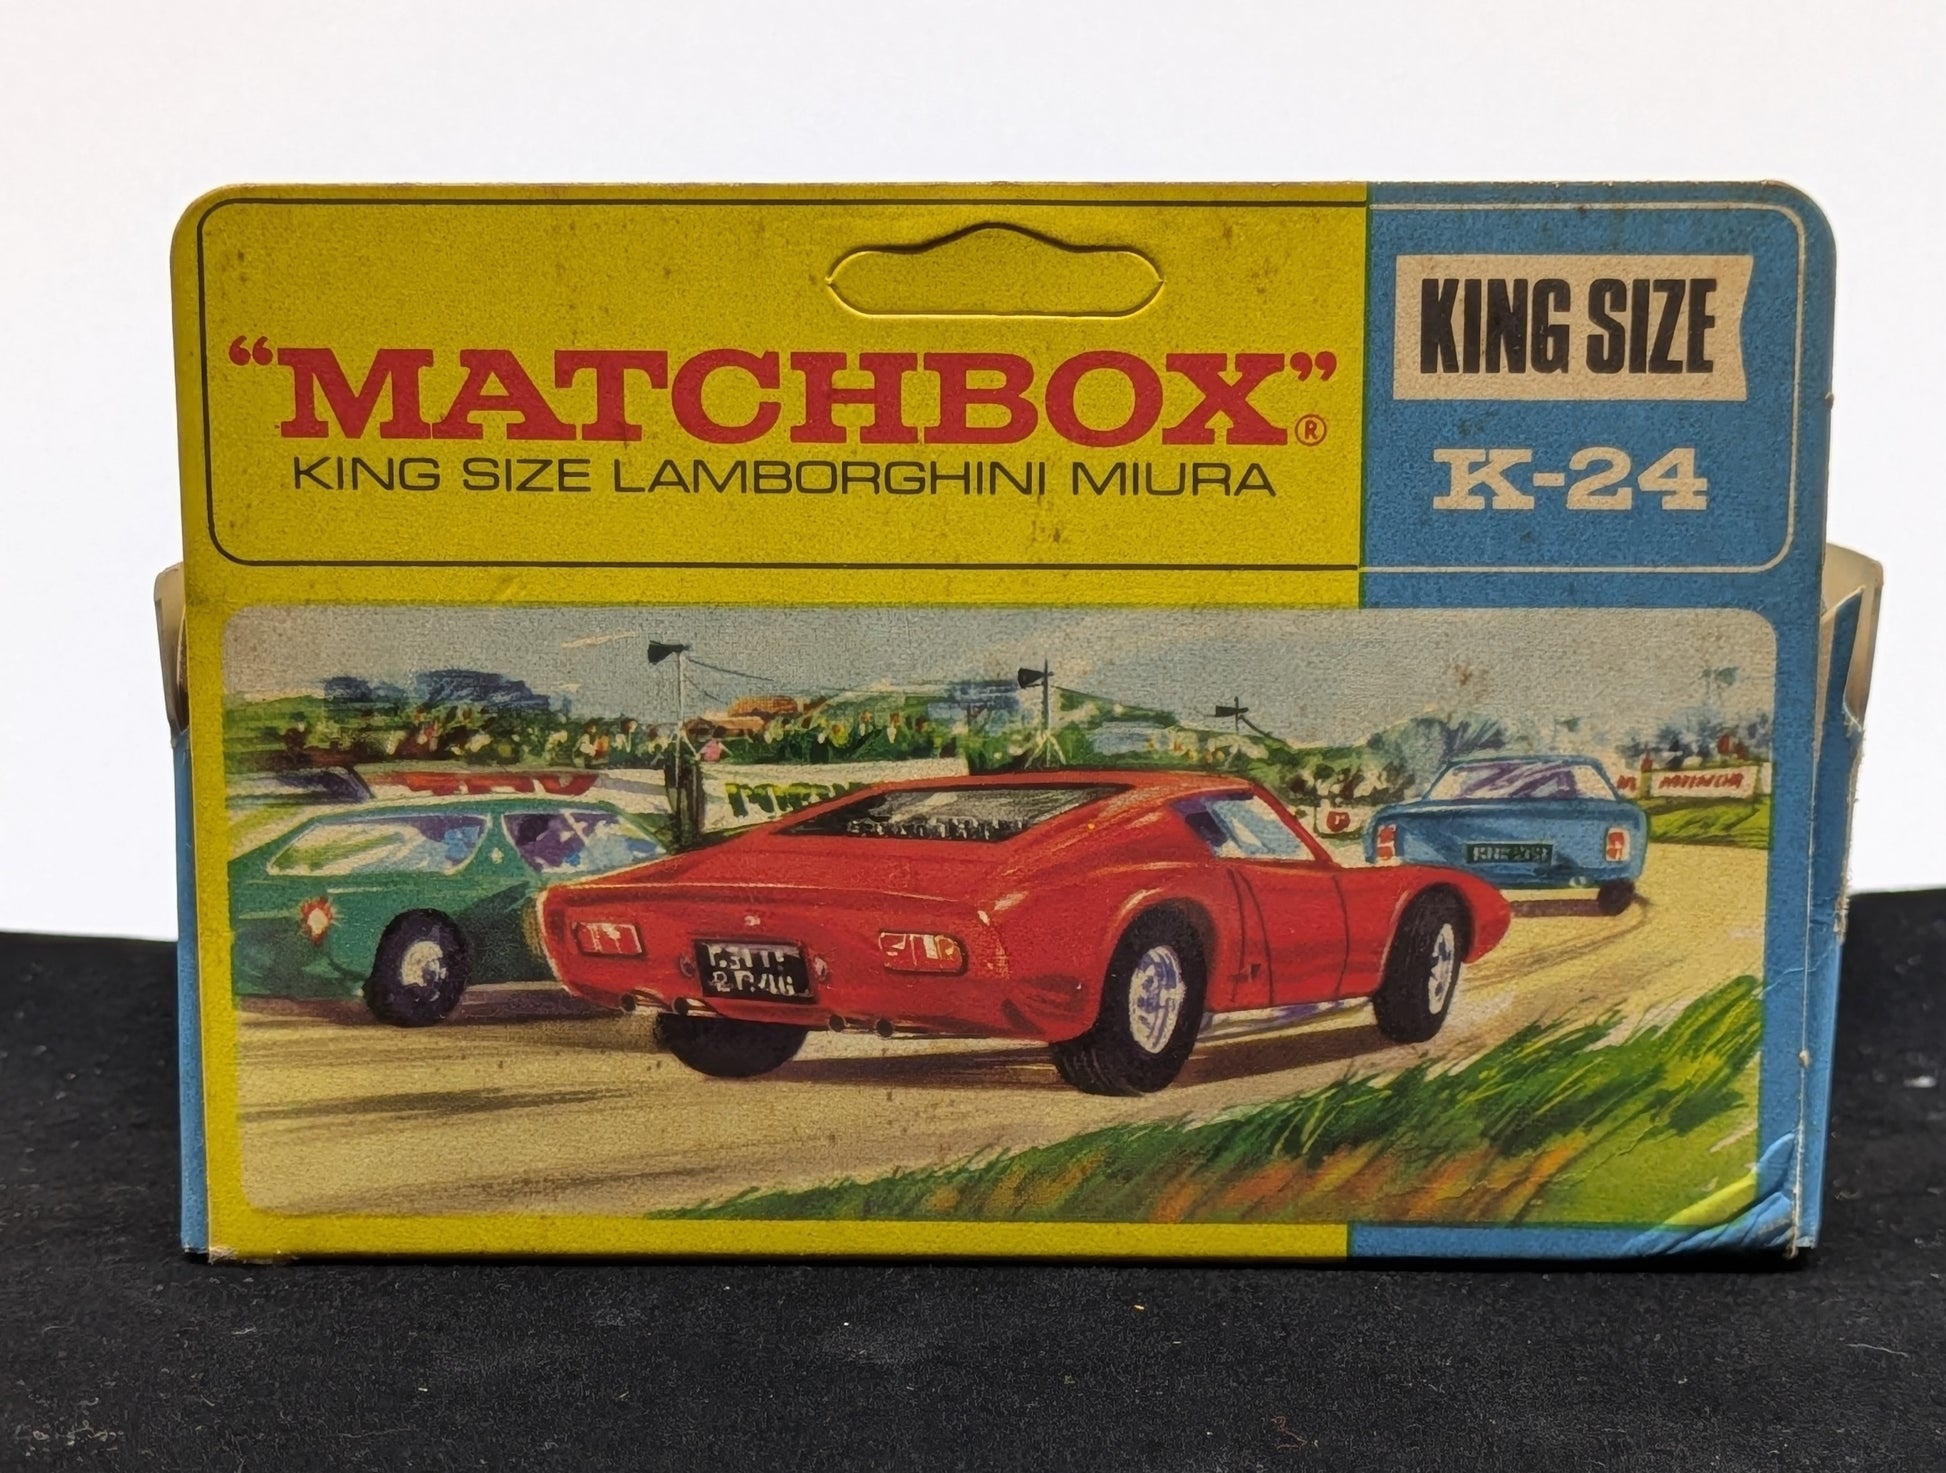 "MATCHBOX"®
KING SIZE LAMBORGHINI MIURA
KING SIZE
K-24